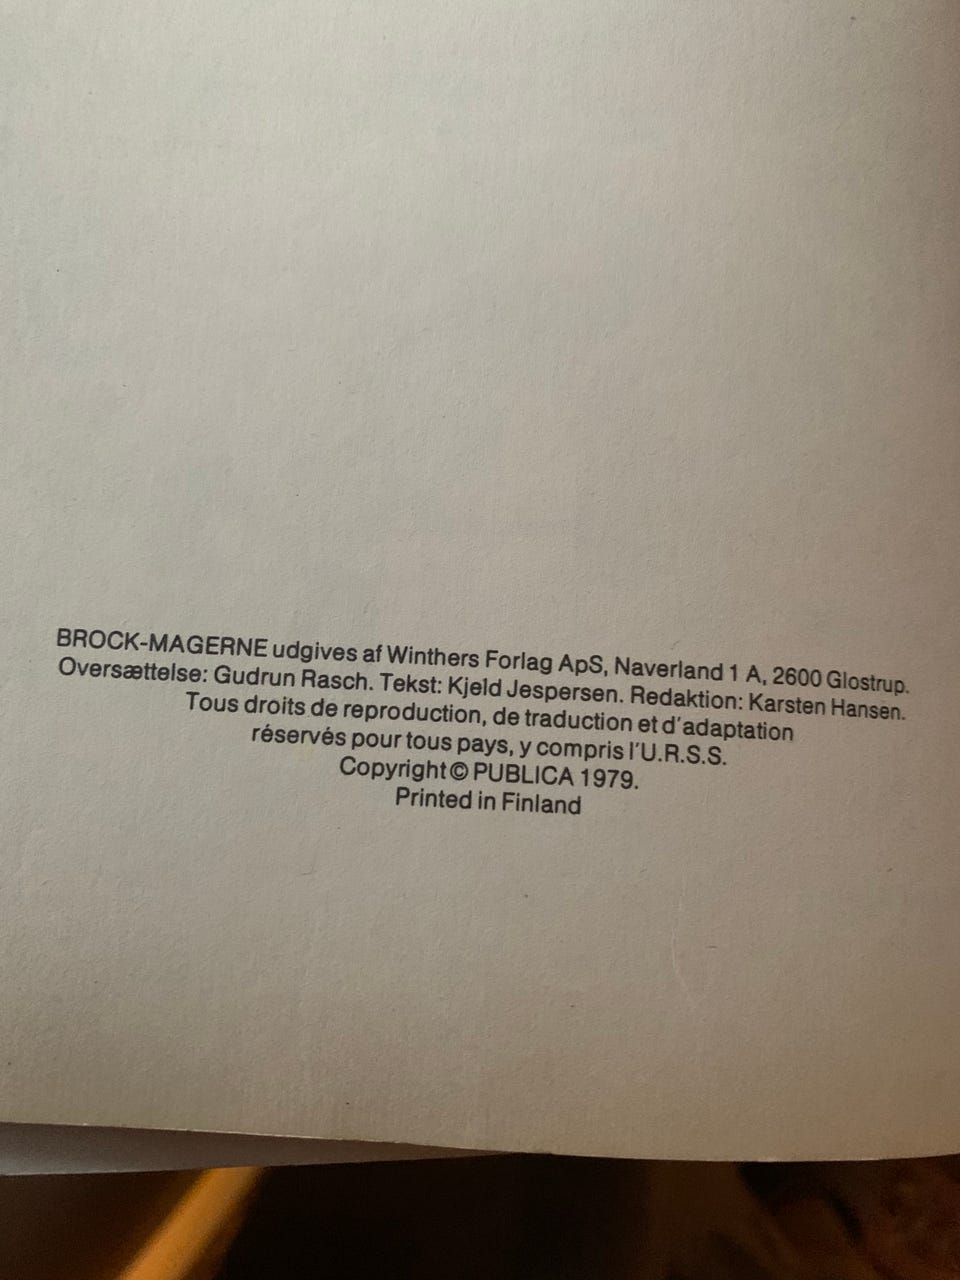 BROCK-MAGERNE udgives af Winthers Forlag ApS, Naverland 1 A, 2600 Glostrup.
Oversættelse: Gudrun Rasch. Tekst: Kjeld Jespersen. Redaktion: Karsten Hansen.
Tous droits de reproduction, de traduction et d'adaptation
réservés pour tous pays, y compris l'U.R.S.S.
Copyright © PUBLICA 1979.
Printed in Finland